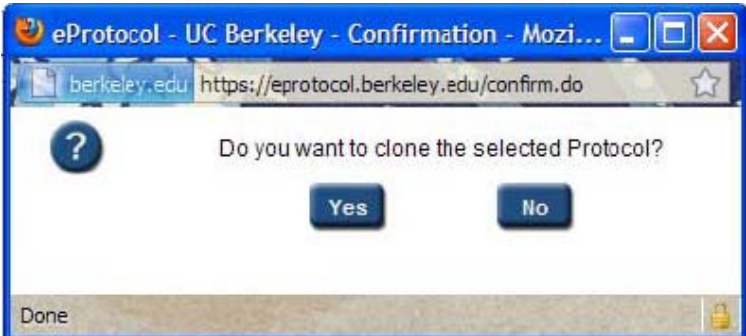 eProtocol - UC Berkeley - Confirmation - Mozi...
berkeley.edu https://eprotocol.berkeley.edu/confirm.do
? Do you want to clone the selected Protocol?
Yes No
Done